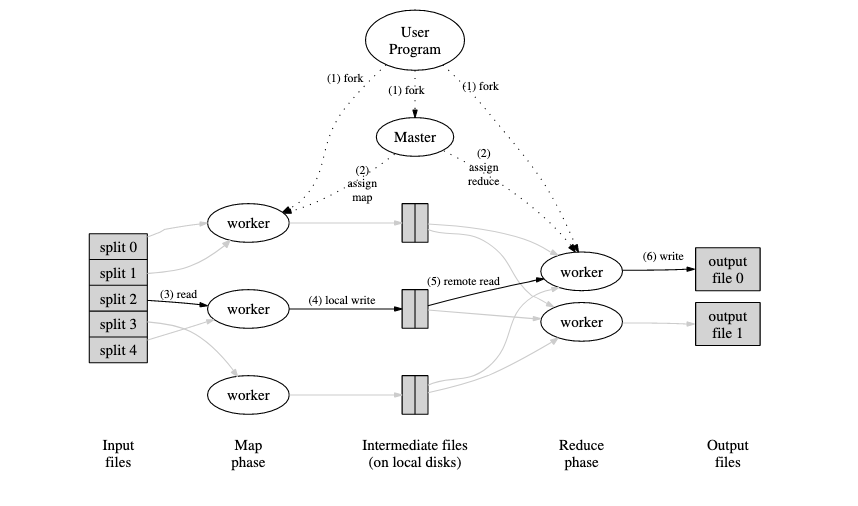 User
Program
(1) fork
(1) fork
(1) fork
Master
(2)
assign
map
(2)
assign
reduce
worker
split 0
split 1
split 2
split 3
split 4
(3) read
worker
(4) local write
(5) remote read
worker
(6) write
output
file 0
worker
output
file 1
worker
Input
files
Map
phase
Intermediate files
(on local disks)
Reduce
phase
Output
files